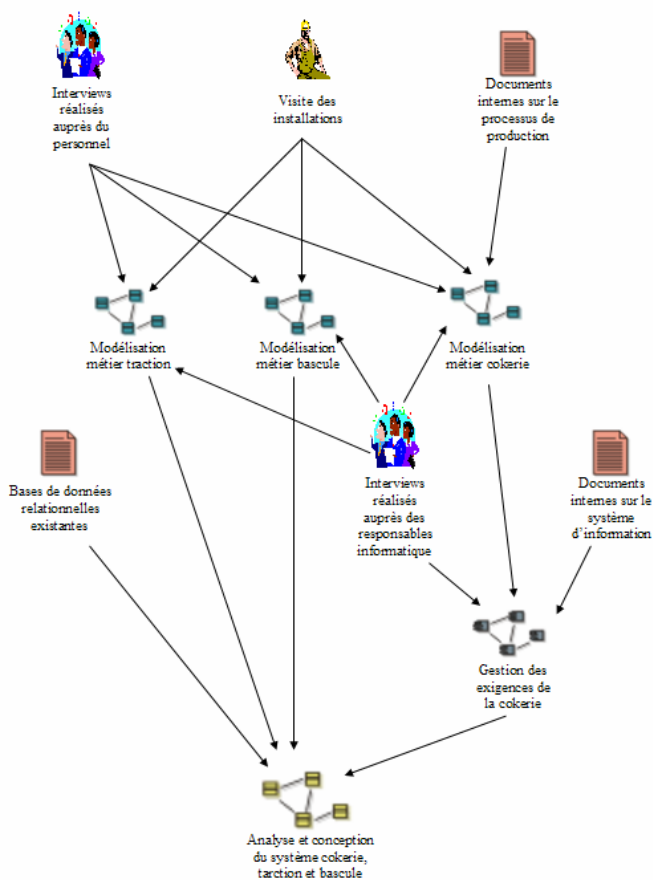 Interviews
réalisés
auprès du
personnel
Visite des
installations
Documents
internes sur le
processus de
production
Modélisation
métier traction
Modélisation
métier bascule
Modélisation
métier cokerie
Bases de données
relationnelles
existantes
Interviews
réalisés
auprès des
responsables
informatique
Documents
internes sur le
système
d'information
Gestion des
exigences de
la cokerie
Analyse et conception
du système cokerie,
tarction et bascule